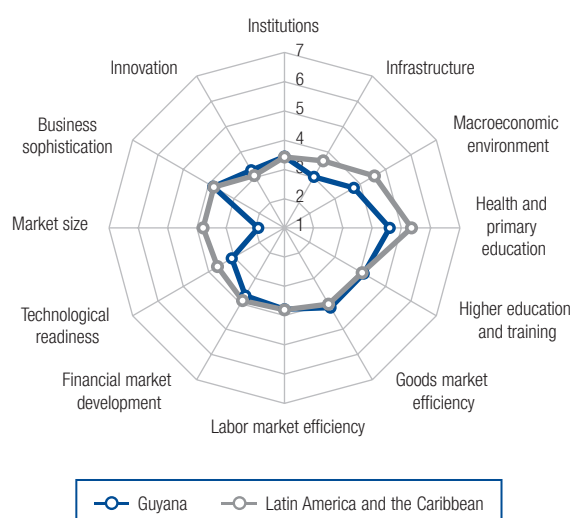 Institutions
Infrastructure
Macroeconomic
environment
Health and
primary
education
Higher education
and training
Goods market
efficiency
Labor market efficiency
Financial market
development
Technological
readiness
Market size
Business
sophistication
Innovation
7
6
5
4
3
2
1
Guyana
Latin America and the Caribbean